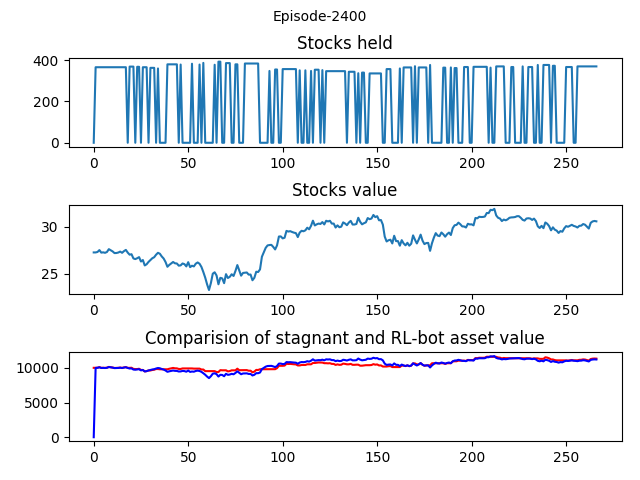 Episode-2400
Stocks held
400
200
0
0 50 100 150 200 250
Stocks value
30
25
0 50 100 150 200 250
Comparision of stagnant and RL-bot asset value
10000
5000
0
0 50 100 150 200 250